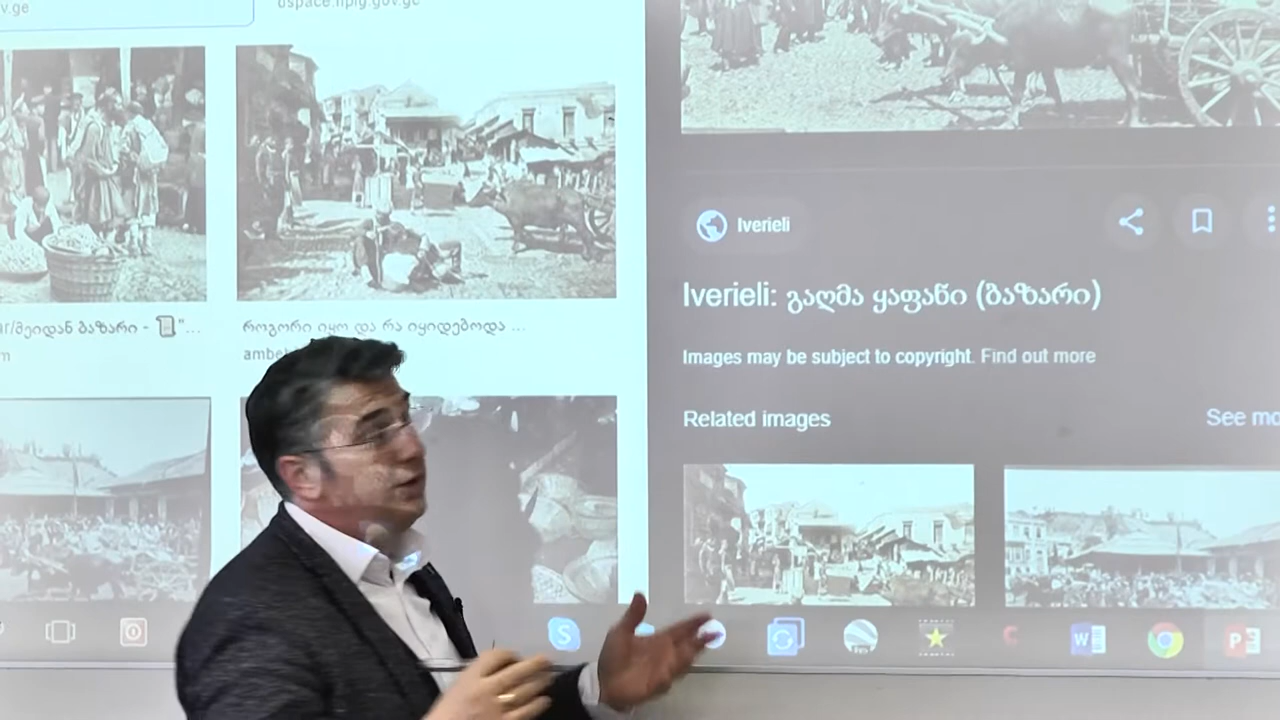 v.ge
dspace.nplg.gov.ge
Iverieli
Iverieli: გაღმა ყაფანი (ბაზარი)
/მეიდან ბაზარი - "...
როგორი იყო და რა იყიდებოდა ...
Images may be subject to copyright. Find out more
Related images
See mo